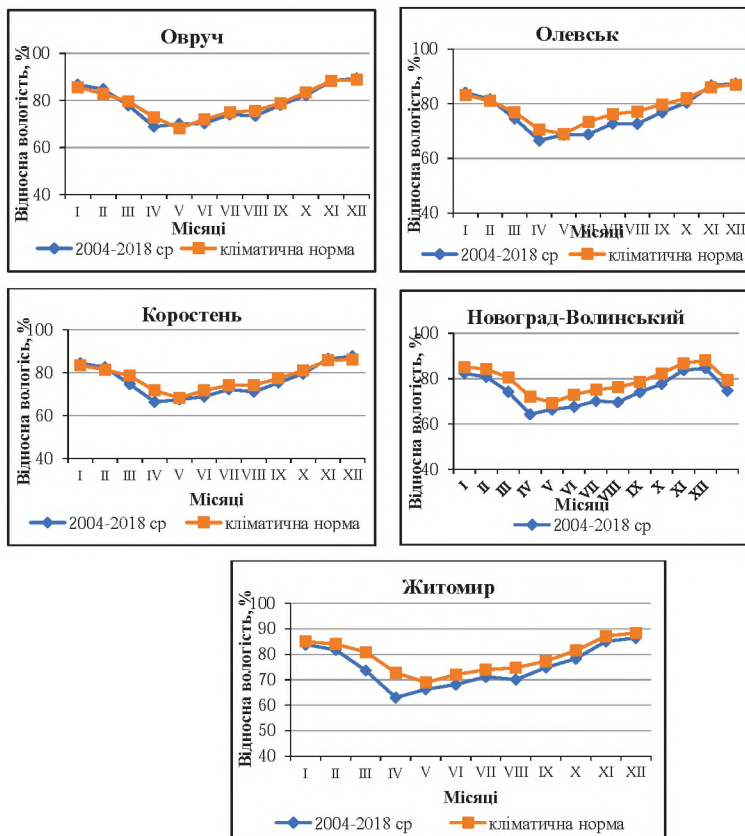 Овруч
Відносна вологість, %
100
80
60
40
I II III IV V VI VII VIII IX X XI XII
Місяці
2004-2018 ср кліматична норма
Олевськ
Відносна вологість, %
100
80
60
40
I II III IV V VI VII VIII IX X XI XII
Місяці
2004-2018 ср кліматична норма
Коростень
Відносна вологісь, %
100
80
60
40
I II III IV V VI VII VIII IX X XI XII
Місяці
2004-2018 ср кліматична норма
Новоград-Волинський
Відносна вологість, %
100
80
60
40
I II III IV V VI VII VIII IX X XI XII
Місяці
2004-2018 ср
Житомир
Відносна вологість, %
100
90
80
70
60
50
40
I II III IV V VI VII VIII IX X XI XII
Місяці
2004-2018 ср кліматична норма